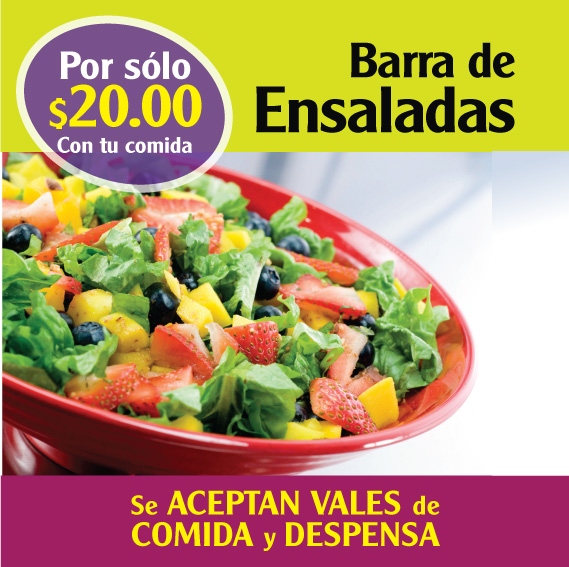 Por sólo
$20.00
Con tu comida
Barra de
Ensaladas
Se ACEPTAN VALES de
COMIDA y DESPENSA